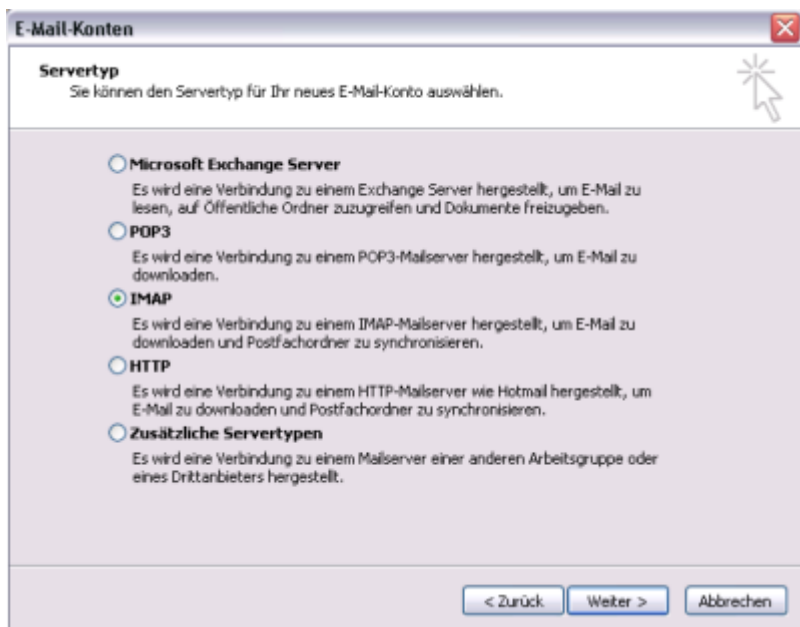 E-Mail-Konten
Servertyp
Sie können den Servertyp für Ihr neues E-Mail-Konto auswählen.
Microsoft Exchange Server
Es wird eine Verbindung zu einem Exchange Server hergestellt, um E-Mail zu
lesen, auf Öffentliche Ordner zuzugreifen und Dokumente freizugeben.
POP3
Es wird eine Verbindung zu einem POP3-Mailserver hergestellt, um E-Mail zu
downloaden.
IMAP
Es wird eine Verbindung zu einem IMAP-Mailserver hergestellt, um E-Mail zu
downloaden und Postfachordner zu synchronisieren.
HTTP
Es wird eine Verbindung zu einem HTTP-Mailserver wie Hotmail hergestellt, um
E-Mail zu downloaden und Postfachordner zu synchronisieren.
Zusätzliche Servertypen
Es wird eine Verbindung zu einem Mailserver einer anderen Arbeitsgruppe oder
eines Drittanbieters hergestellt.
< Zurück Weiter > Abbrechen